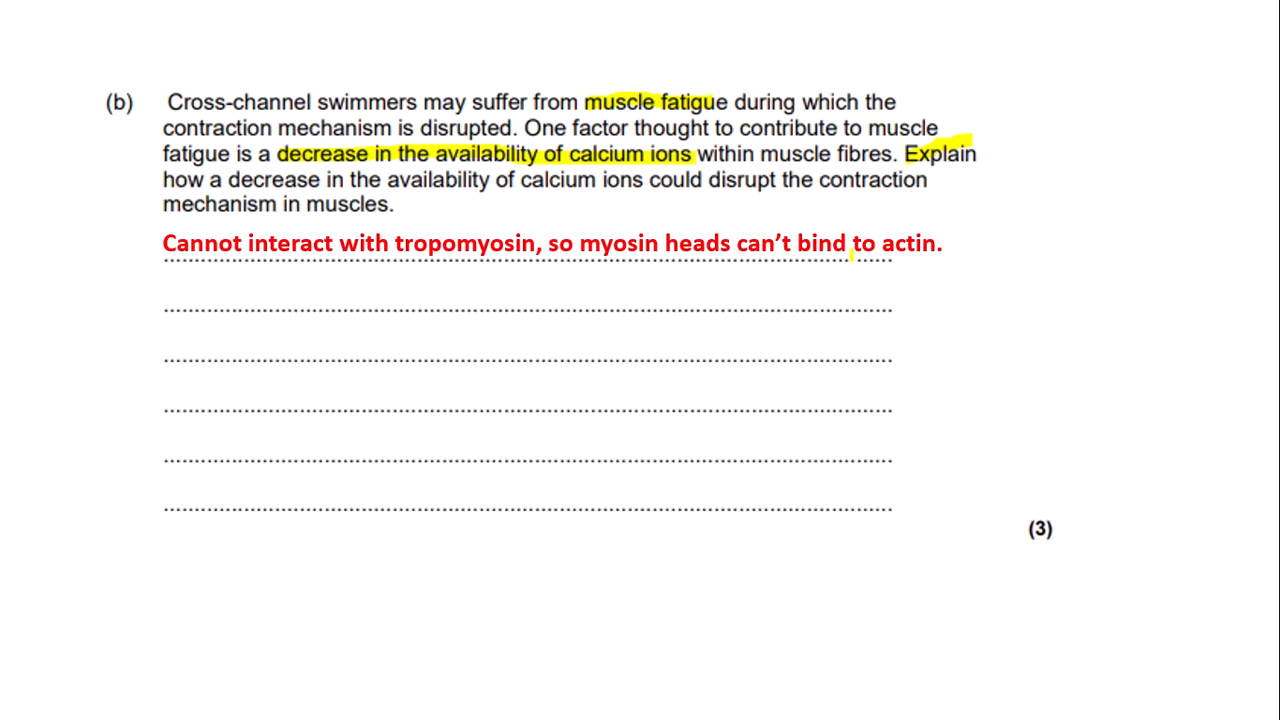 (b) Cross-channel swimmers may suffer from muscle fatigue during which the
contraction mechanism is disrupted. One factor thought to contribute to muscle
fatigue is a decrease in the availability of calcium ions within muscle fibres. Explain
how a decrease in the availability of calcium ions could disrupt the contraction
mechanism in muscles.
Cannot interact with tropomyosin, so myosin heads can’t bind to actin.
(3)